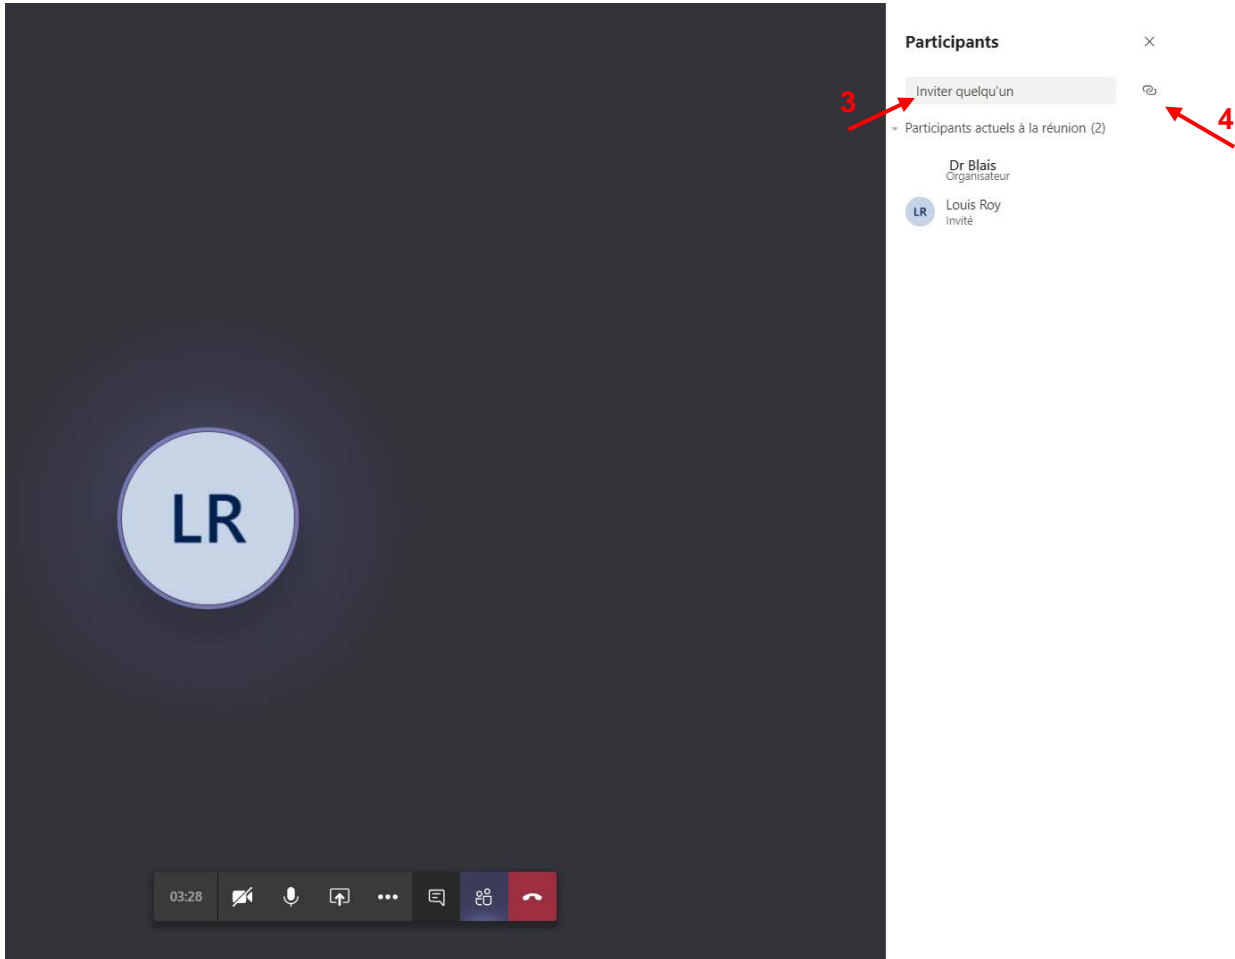 Participants
Inviter quelqu'un
3
4
Participants actuels à la réunion (2)
Dr Blais
Organisateur
LR
Louis Roy
Invité
LR
03:28